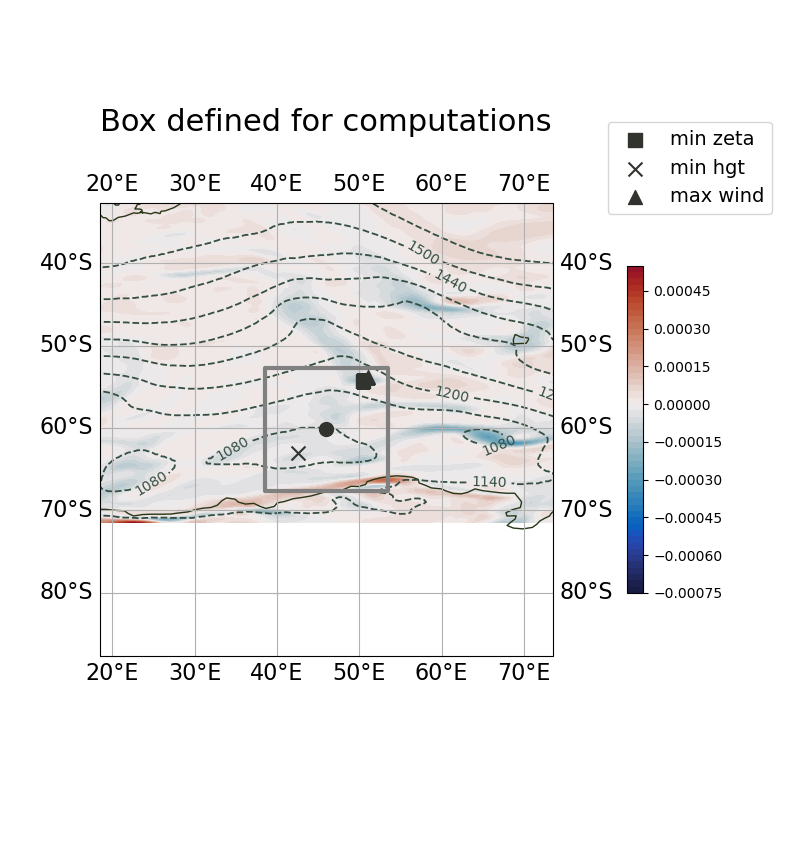 Box defined for computations
min zeta
min hgt
max wind
20°E 30°E 40°E 50°E 60°E 70°E
40°S 40°S
50°S 50°S
60°S 60°S
70°S 70°S
80°S 80°S
20°E 30°E 40°E 50°E 60°E 70°E
1500
1440
1200
12
1080
1080
1080
1140
0.00045
0.00030
0.00015
0.00000
−0.00015
−0.00030
−0.00045
−0.00060
−0.00075